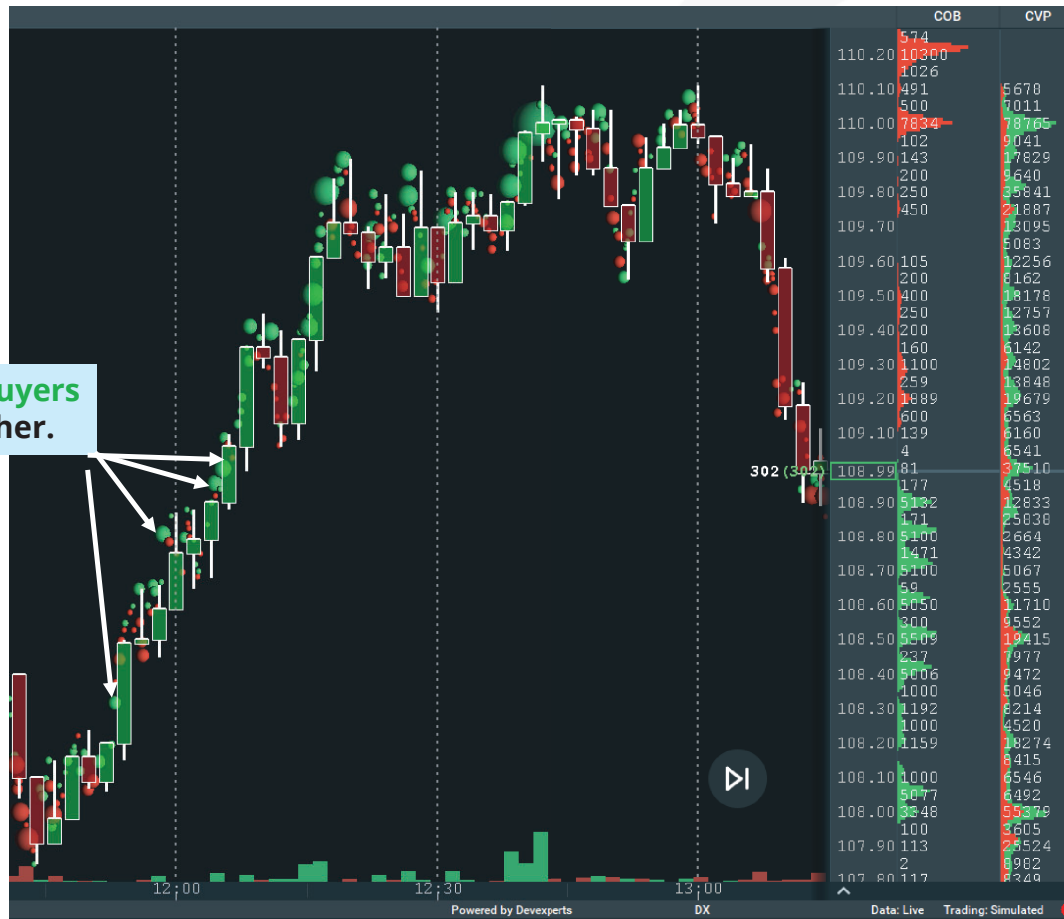 COB CVP
574
110.20 10300
1026
110.10 491 5670
500 7011
110.00 7834 78765
102 9041
109.90 143 17829
200 9640
109.80 250 35841
450 21887
109.70 13095
5083
109.60 105 12256
200 8162
109.50 400 18178
250 12757
109.40 200 13608
160 6142
109.30 1100 14802
259 13848
109.20 1889 19679
600 6563
109.10 139 6160
4 6541
302 (302) 108.99 81 37510
177 4518
108.90 5132 12833
171 25838
108.80 5100 2664
1471 4342
108.70 5100 5067
59 2555
108.60 5050 11710
300 9552
108.50 5509 19415
237 7977
108.40 5006 9472
1000 5046
108.30 1192 8214
1000 4520
108.20 1159 18274
8415
108.10 1000 6546
5077 6492
108.00 3348 55379
100 3605
107.90 113 23524
2 8982
107.80 117 6349
uyers
her.
12:00 12:30 13:00
Powered by Devexperts DX Data: Live Trading: Simulated